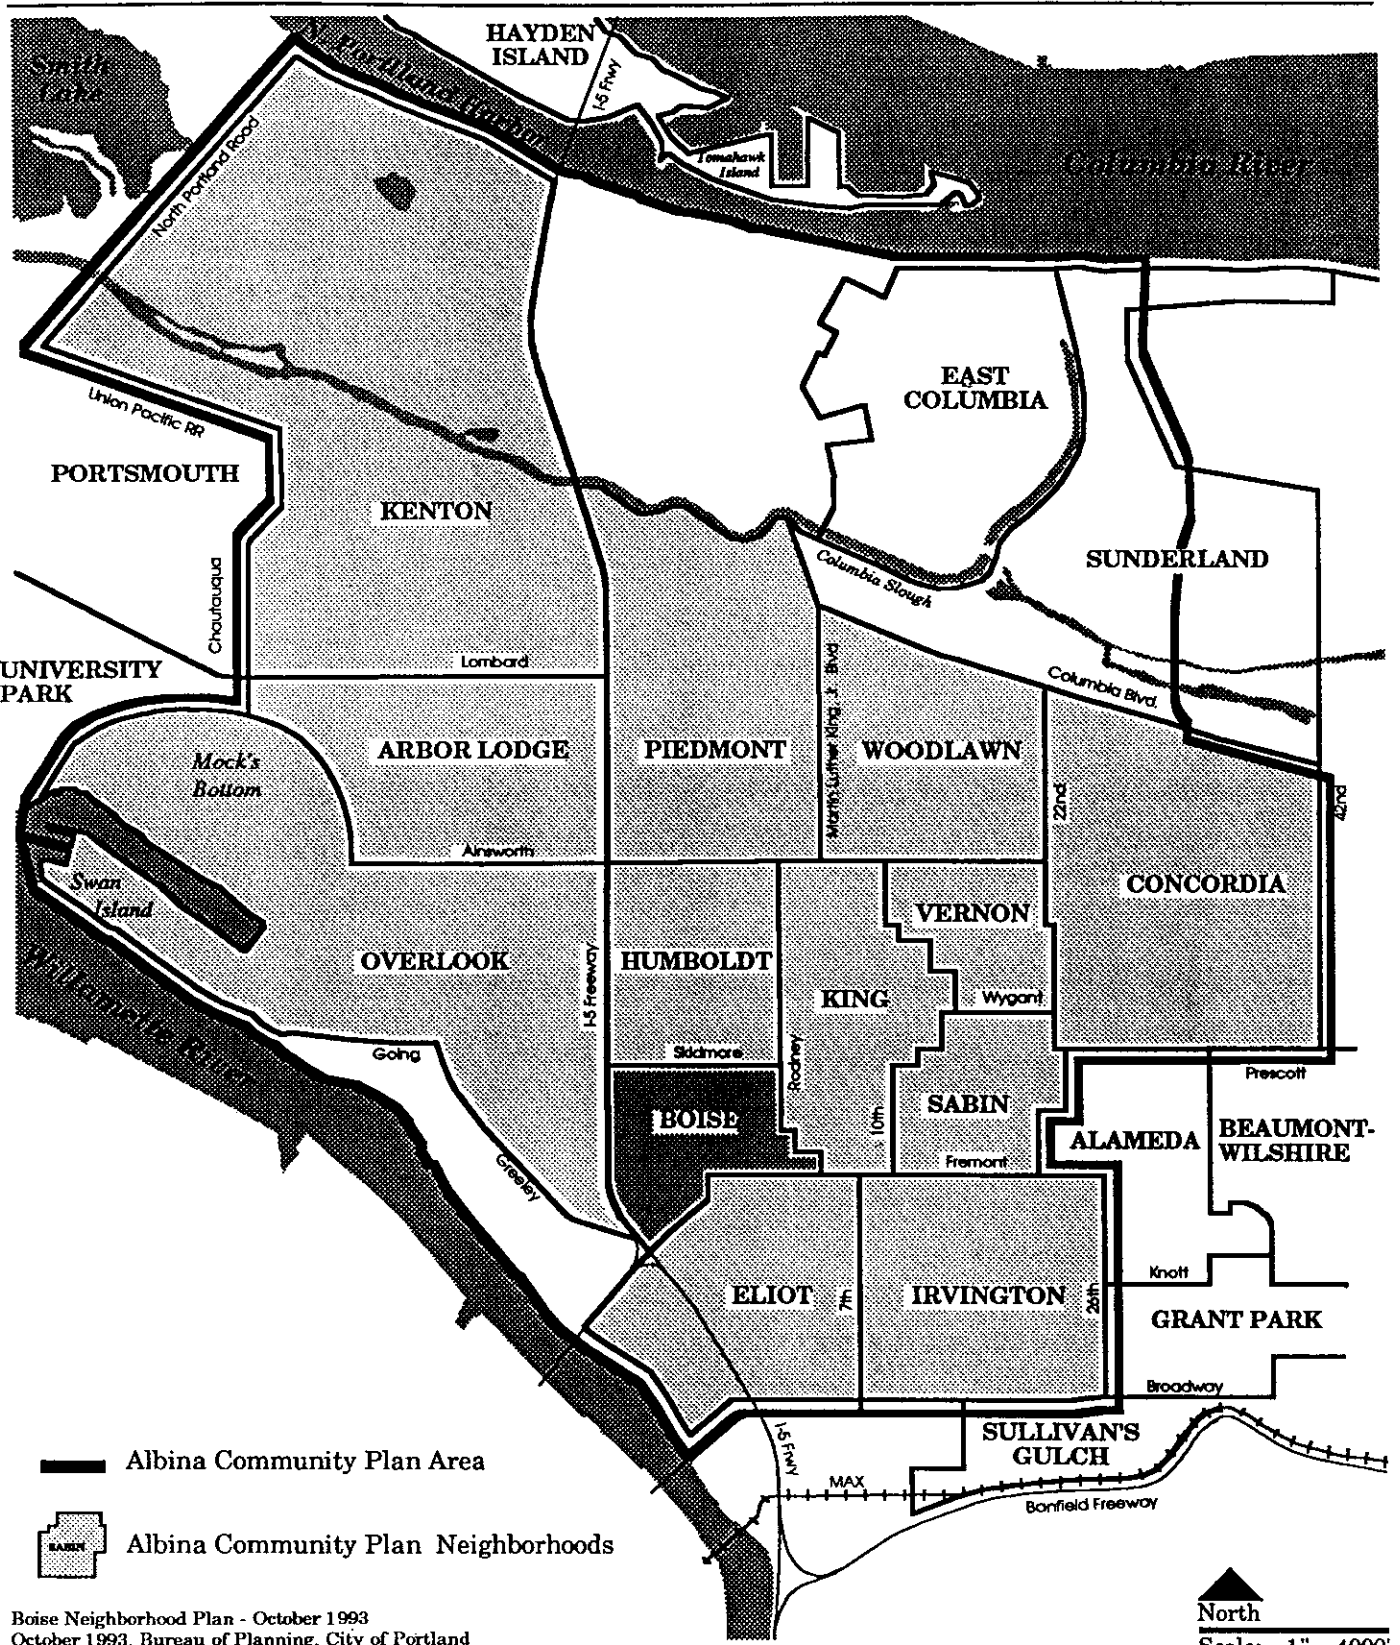 HAYDEN
ISLAND
Smith
Lake
N. Portland Harbor
I-5 Frwy
Tomahawk
Island
Columbia River
North Portland Road
Union Pacific RR
EAST
COLUMBIA
PORTSMOUTH
KENTON
SUNDERLAND
Columbia Slough
Chautauqua
Lombard
UNIVERSITY
PARK
Columbia Blvd.
Martin Luther King Jr. Blvd
Mock's
Bottom
ARBOR LODGE
PIEDMONT
WOODLAWN
22nd
42nd
Ainsworth
Swan
Island
CONCORDIA
VERNON
Willamette River
OVERLOOK
I-5 Freeway
HUMBOLDT
KING
Wygant
Going
Skidmore
Rodney
Prescott
BOISE
10th
SABIN
ALAMEDA
BEAUMONT-
WILSHIRE
Fremont
Greeley
Knott
ELIOT
7th
IRVINGTON
26th
GRANT PARK
Broadway
I-5 Frwy
SULLIVAN'S
GULCH
MAX
Banfield Freeway
Albina Community Plan Area
SABIN
Albina Community Plan Neighborhoods
North
Boise Neighborhood Plan - October 1993
October 1993, Bureau of Planning, City of Portland